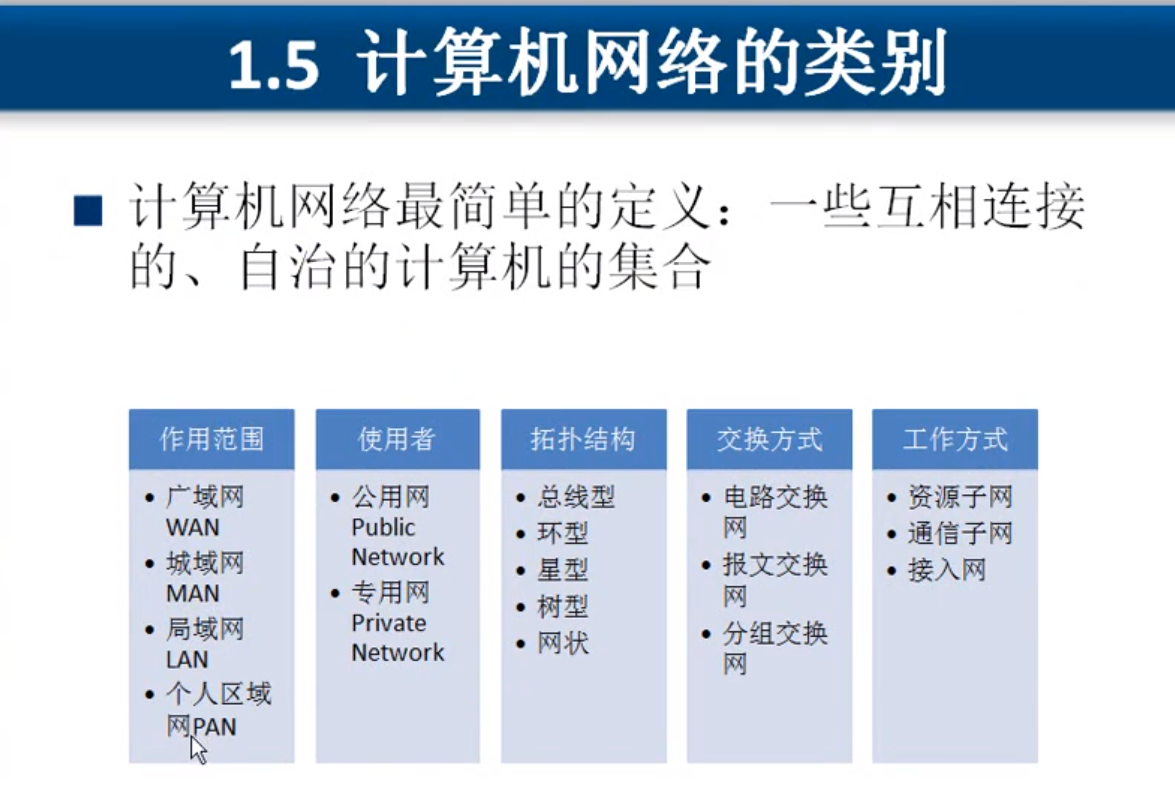 1.5 计算机网络的类别
计算机网络最简单的定义：一些互相连接
的、自治的计算机的集合
作用范围
• 广域网
WAN
• 城域网
MAN
• 局域网
LAN
• 个人区域
网PAN
使用者
• 公用网
Public
Network
• 专用网
Private
Network
拓扑结构
• 总线型
• 环型
• 星型
• 树型
• 网状
交换方式
• 电路交换
网
• 报文交换
网
• 分组交换
网
工作方式
• 资源子网
• 通信子网
• 接入网